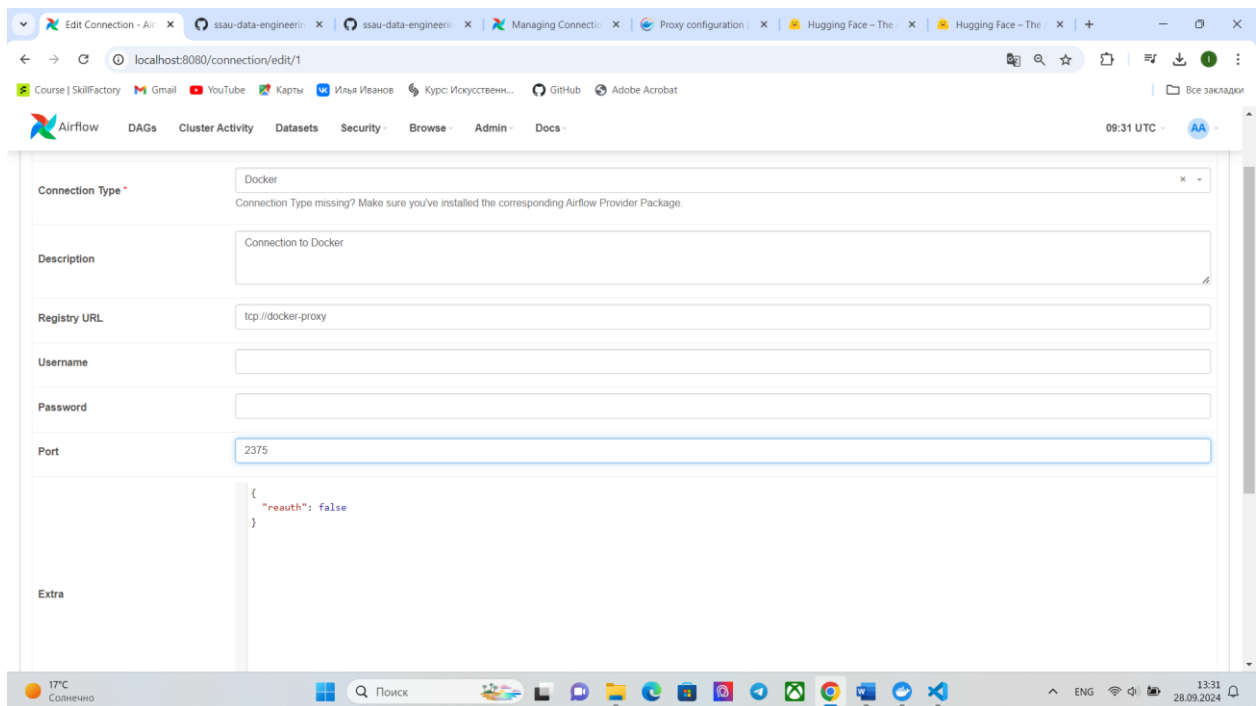 Edit Connection - Air
ssau-data-engineerin
ssau-data-engineerin
Managing Connectio
Proxy configuration |
Hugging Face – The A
Hugging Face – The A
localhost:8080/connection/edit/1
Course | SkillFactory
Gmail
YouTube
Карты
Илья Иванов
Курс: Искусственн...
GitHub
Adobe Acrobat
Все закладки
Airflow
DAGs
Cluster Activity
Datasets
Security
Browse
Admin
Docs
09:31 UTC
AA
Connection Type *
Docker
Connection Type missing? Make sure you've installed the corresponding Airflow Provider Package.
Description
Connection to Docker
Registry URL
tcp://docker-proxy
Username
Password
Port
2375
Extra
{
"reauth": false
}
17°C
Солнечно
Поиск
ENG
13:31
28.09.2024